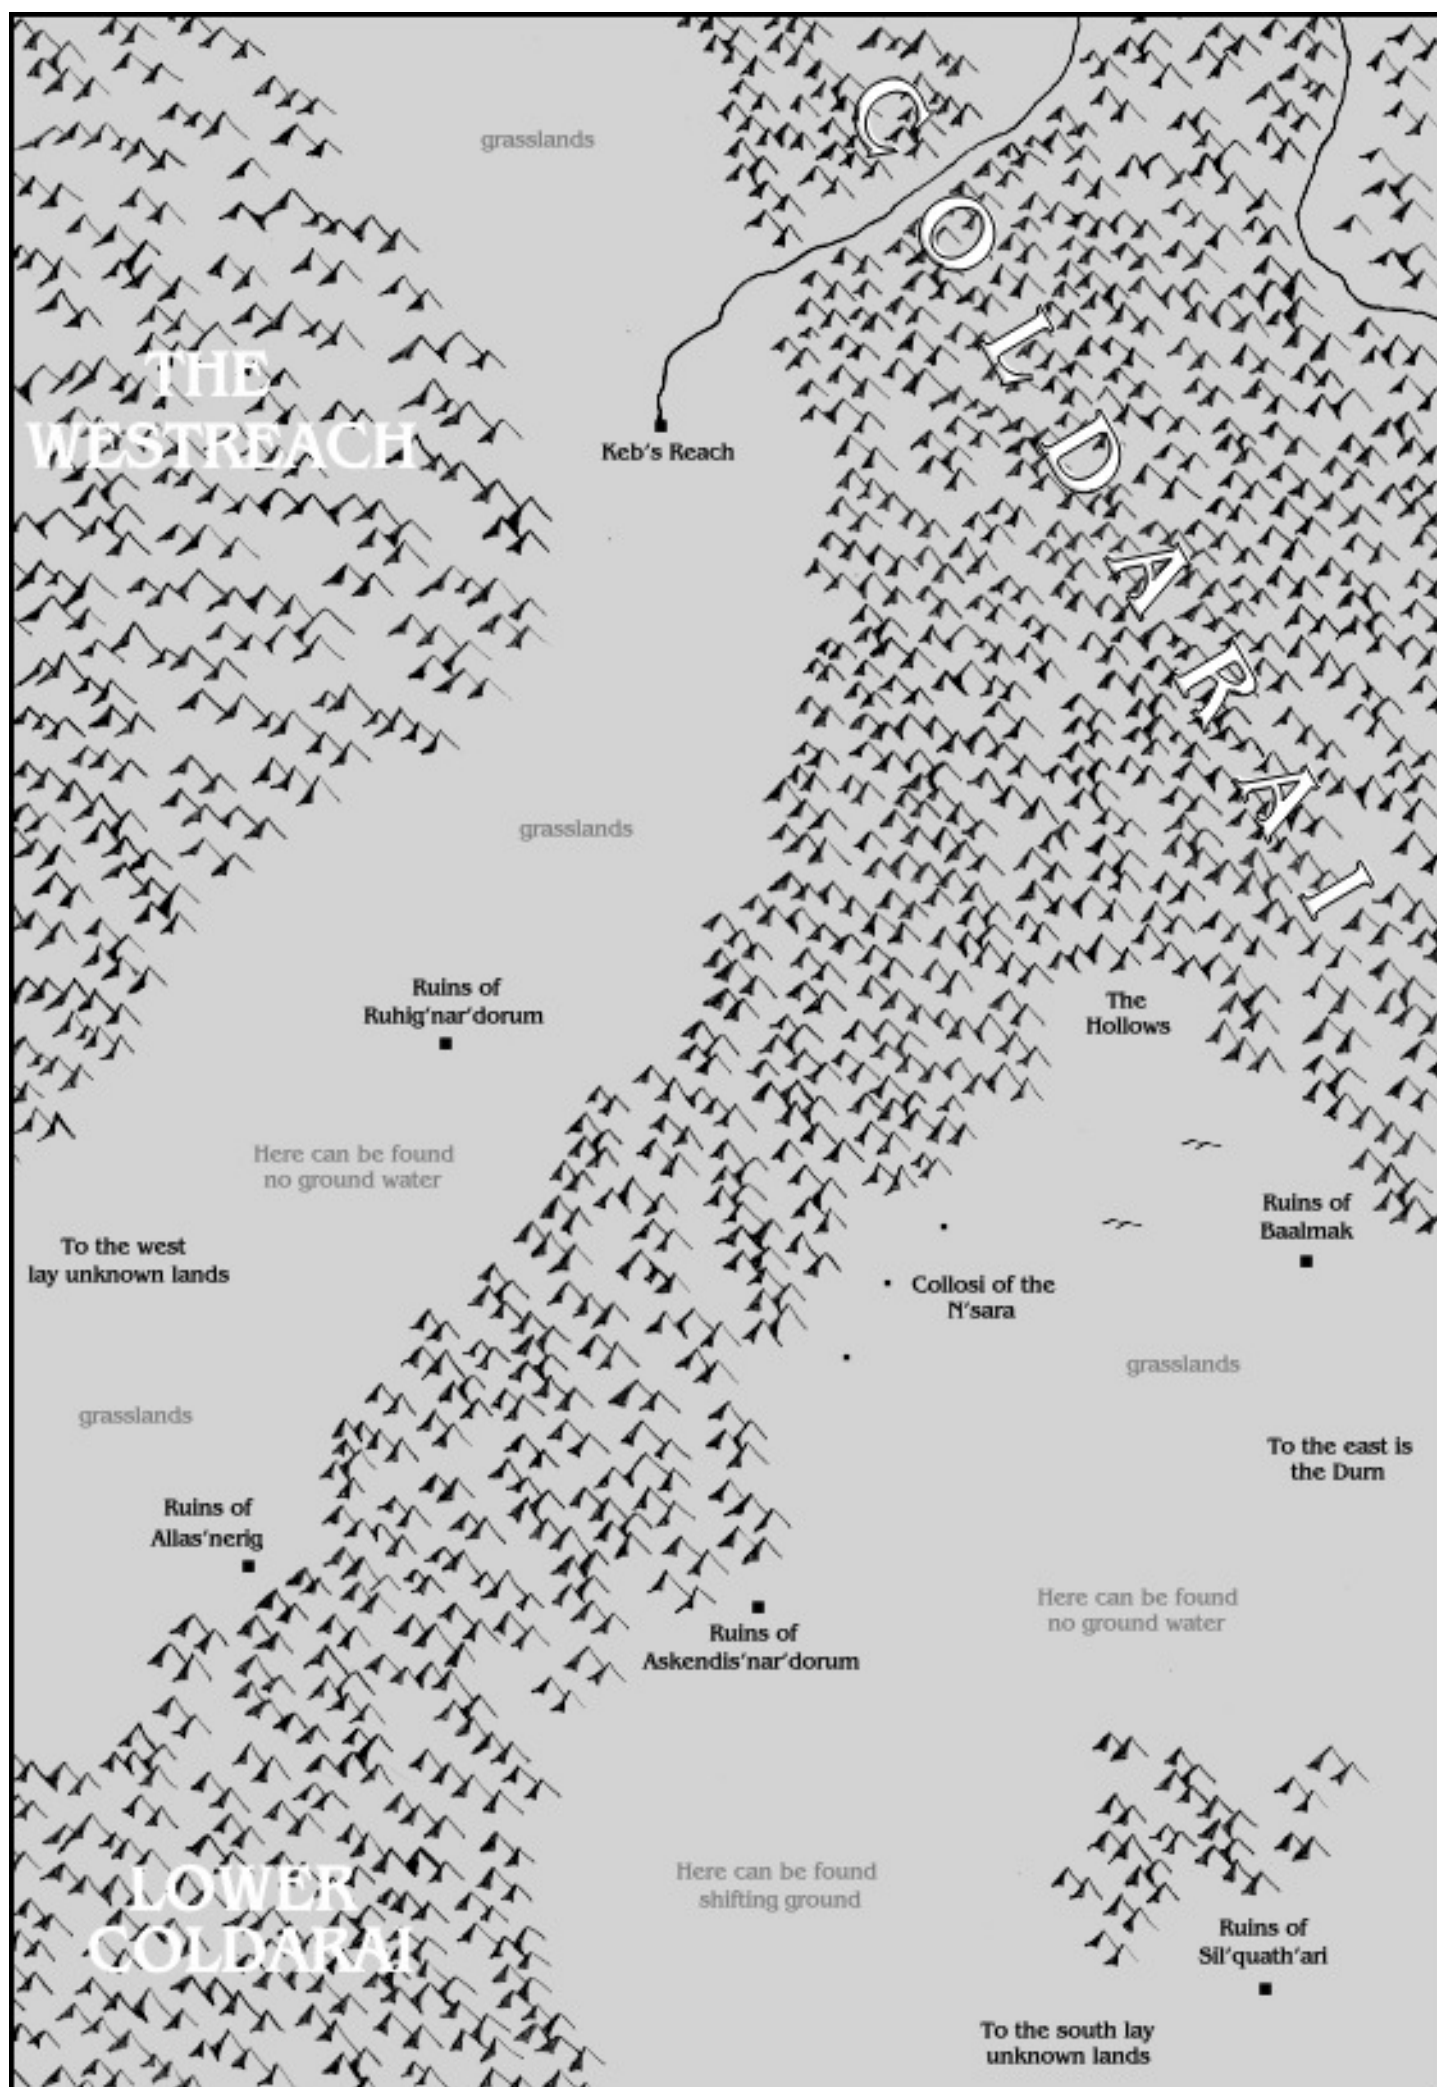 grasslands
COLDARAI
THE
WESTREACH
Keb's Reach
grasslands
Ruins of
Ruhig'nar'dorum
The
Hollows
Here can be found
no ground water
To the west
lay unknown lands
Ruins of
Baalmak
Collosi of the
N'sara
grasslands
grasslands
To the east is
the Durn
Ruins of
Allas'nerig
Here can be found
no ground water
Ruins of
Askendis'nar'dorum
LOWER
COLDARAI
Here can be found
shifting ground
Ruins of
Sil'quath'ari
To the south lay
unknown lands